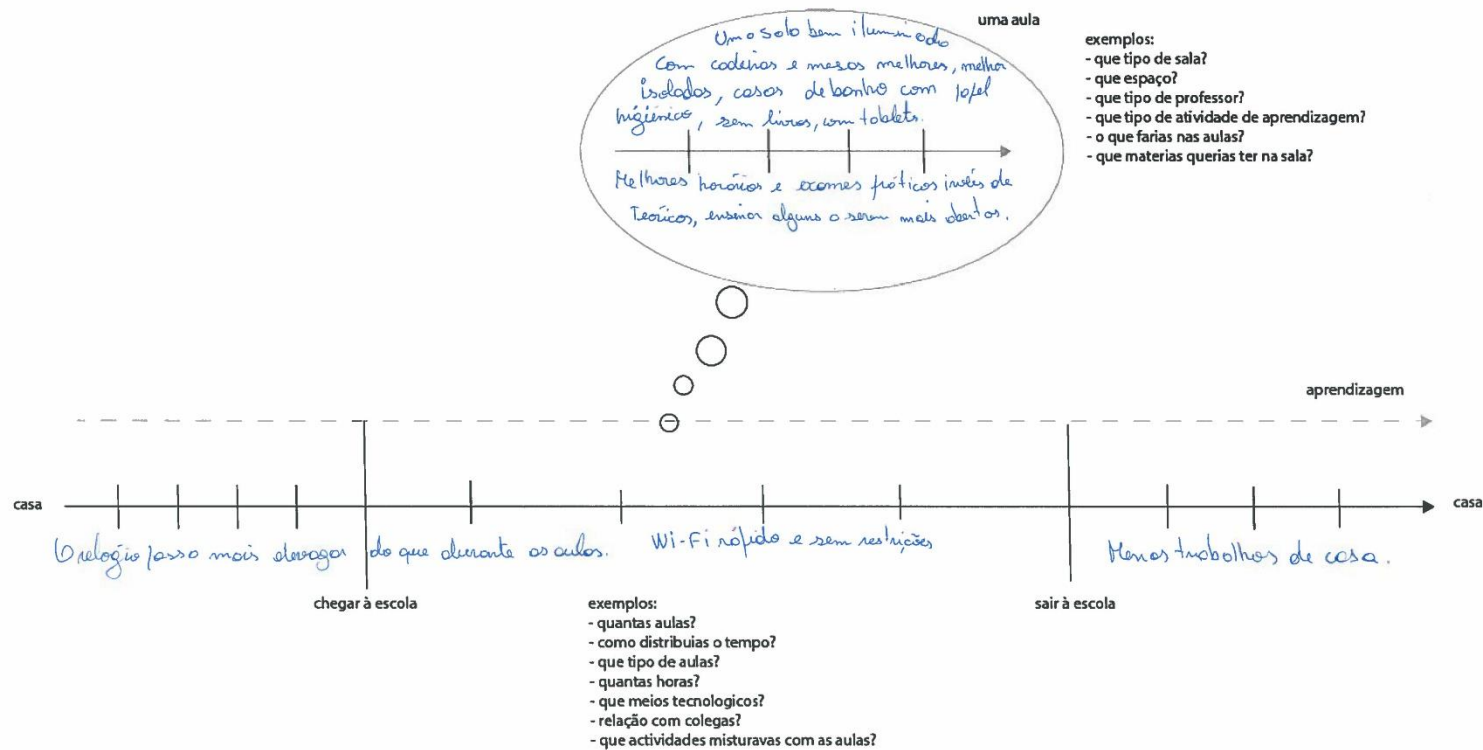 uma aula
Uma sala bem iluminada
Com cadeiras e mesas melhores, melhor
isoladas, casas de banho com papel
higiénico, sem livros, com tablets.
Melhores horários e exames práticos invés de
Teóricos, ensinar alguns a serem mais abertos.
exemplos:
- que tipo de sala?
- que espaço?
- que tipo de professor?
- que tipo de atividade de aprendizagem?
- o que farias nas aulas?
- que materias querias ter na sala?
aprendizagem
casa
casa
O relogio passa mais devagar do que durante as aulas.
Wi-Fi rápido e sem restrições
Menos trabalhos de casa.
chegar à escola
sair à escola
exemplos:
- quantas aulas?
- como distribuias o tempo?
- que tipo de aulas?
- quantas horas?
- que meios tecnologicos?
- relação com colegas?
- que actividades misturavas com as aulas?